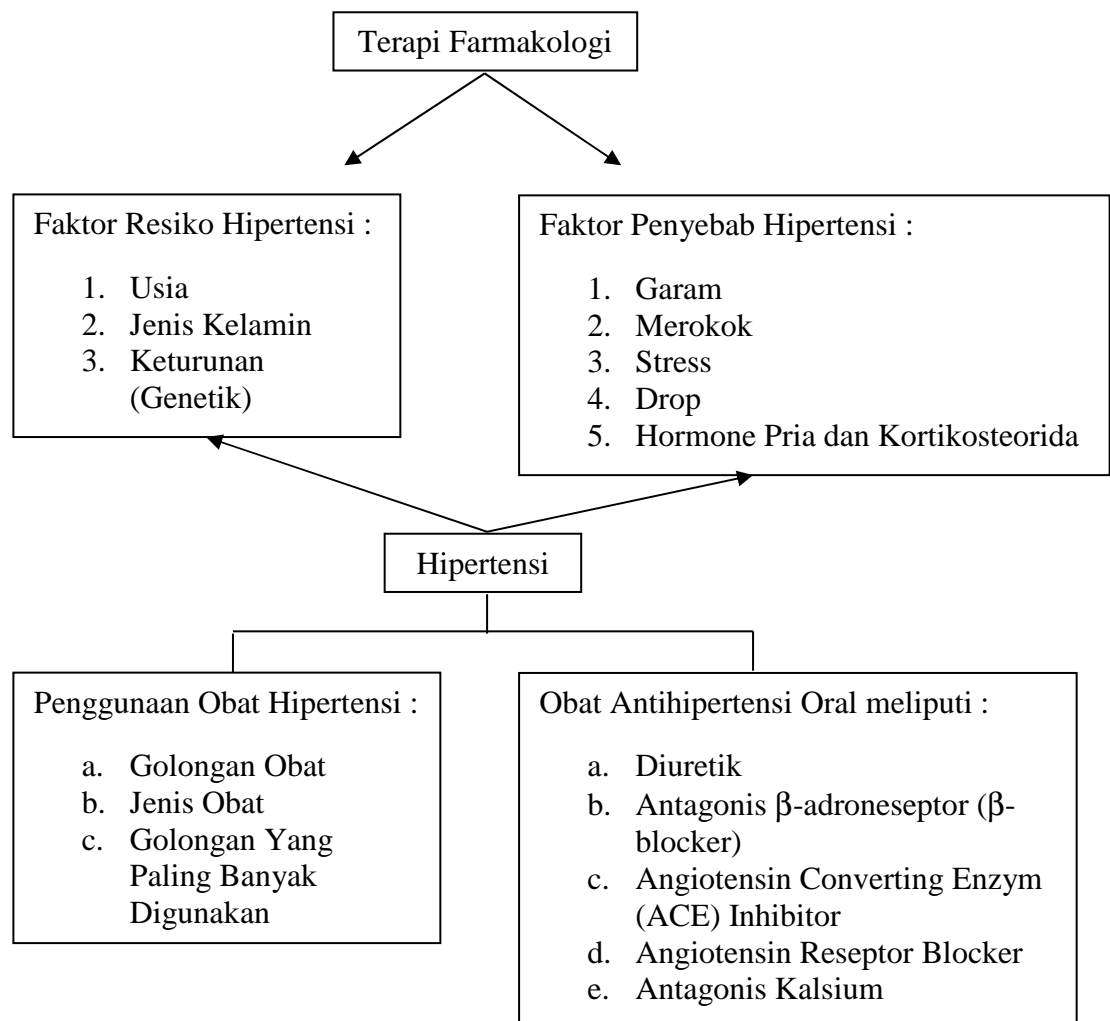 Terapi Farmakologi
Faktor Resiko Hipertensi :
1. Usia
2. Jenis Kelamin
3. Keturunan
(Genetik)
Faktor Penyebab Hipertensi :
1. Garam
2. Merokok
3. Stress
4. Drop
5. Hormone Pria dan Kortikosteorida
Hipertensi
Penggunaan Obat Hipertensi :
a. Golongan Obat
b. Jenis Obat
c. Golongan Yang
Paling Banyak
Digunakan
Obat Antihipertensi Oral meliputi :
a. Diuretik
b. Antagonis β-adroneseptor (β-
blocker)
c. Angiotensin Converting Enzym
(ACE) Inhibitor
d. Angiotensin Reseptor Blocker
e. Antagonis Kalsium